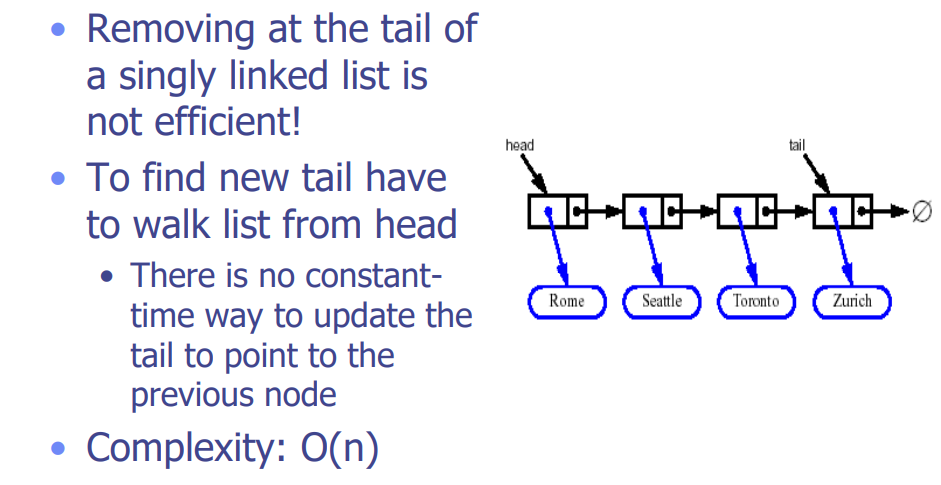 Removing at the tail of
a singly linked list is
not efficient!
To find new tail have
to walk list from head
There is no constant-
time way to update the
tail to point to the
previous node
Complexity: O(n)
head
tail
∅
Rome
Seattle
Toronto
Zurich